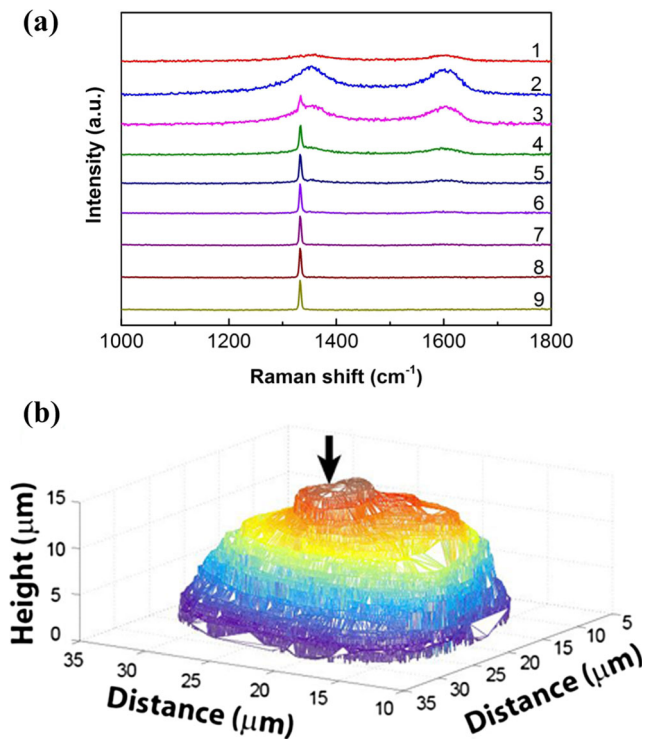 (a)
Intensity (a.u.)
1
2
3
4
5
6
7
8
9
1000 1200 1400 1600 1800
Raman shift (cm⁻¹)
(b)
Height (μm)
15
10
5
0
35 30 25 20 15 10
Distance (μm)
35 30 25 20 15 10 5
Distance (μm)